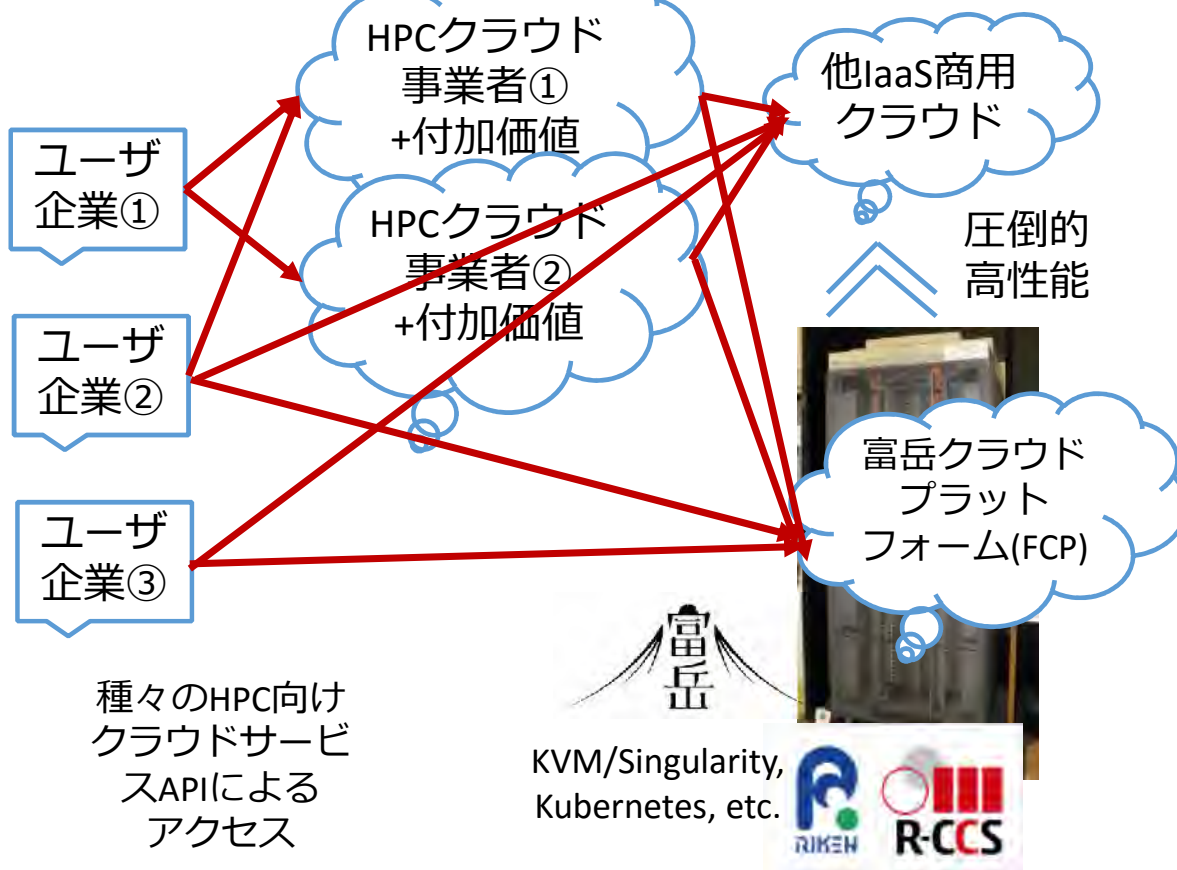 HPCクラウド
事業者①
+付加価値
他IaaS商用
クラウド
ユーザ
企業①
HPCクラウド
事業者②
+付加価値
圧倒的
高性能
ユーザ
企業②
富岳クラウド
プラット
フォーム(FCP)
ユーザ
企業③
富
岳
種々のHPC向け
クラウドサービ
スAPIによる
アクセス
KVM/Singularity,
Kubernetes, etc.
RIKEN
R-CCS